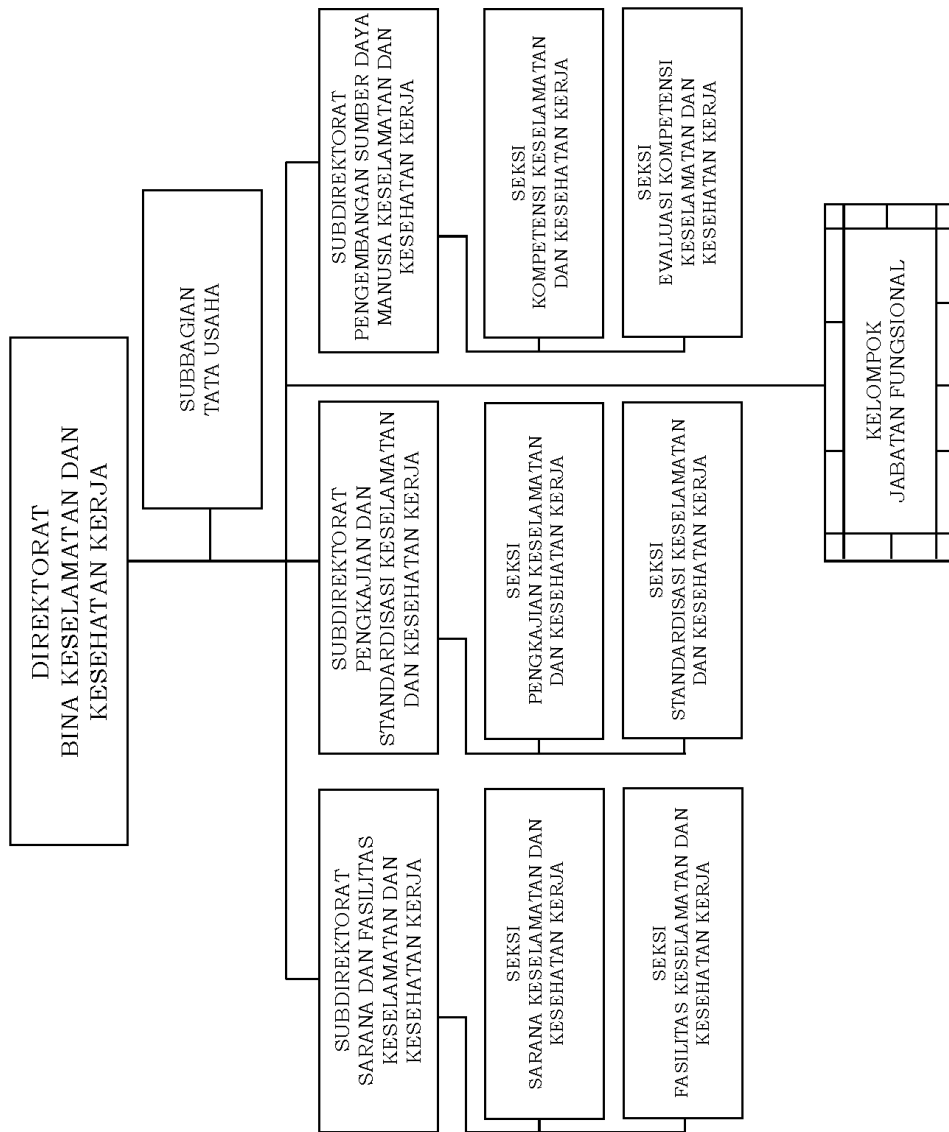 DIREKTORAT
BINA KESELAMATAN DAN
KESEHATAN KERJA
SUBBAGIAN
TATA USAHA
SUBDIREKTORAT
SARANA DAN FASILITAS
KESELAMATAN DAN
KESEHATAN KERJA
SUBDIREKTORAT
PENGKAJIAN DAN
STANDARDISASI KESELAMATAN
DAN KESEHATAN KERJA
SUBDIREKTORAT
PENGEMBANGAN SUMBER DAYA
MANUSIA KESELAMATAN DAN
KESEHATAN KERJA
SEKSI
SARANA KESELAMATAN DAN
KESEHATAN KERJA
SEKSI
PENGKAJIAN KESELAMATAN
DAN KESEHATAN KERJA
SEKSI
KOMPETENSI KESELAMATAN
DAN KESEHATAN KERJA
SEKSI
FASILITAS KESELAMATAN DAN
KESEHATAN KERJA
SEKSI
STANDARDISASI KESELAMATAN
DAN KESEHATAN KERJA
SEKSI
EVALUASI KOMPETENSI
KESELAMATAN DAN
KESEHATAN KERJA
KELOMPOK
JABATAN FUNGSIONAL